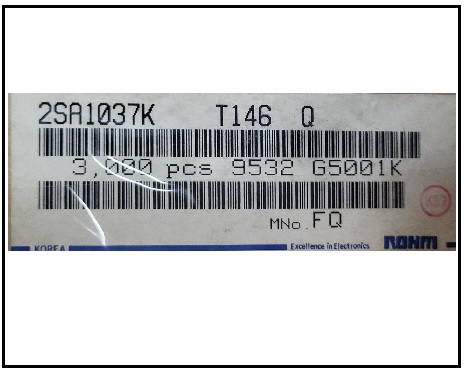 2SA1037K T146 Q
3,000 pcs 9532 G5001K
MNo. FQ
KOREA Excellence in Electronics ROHM